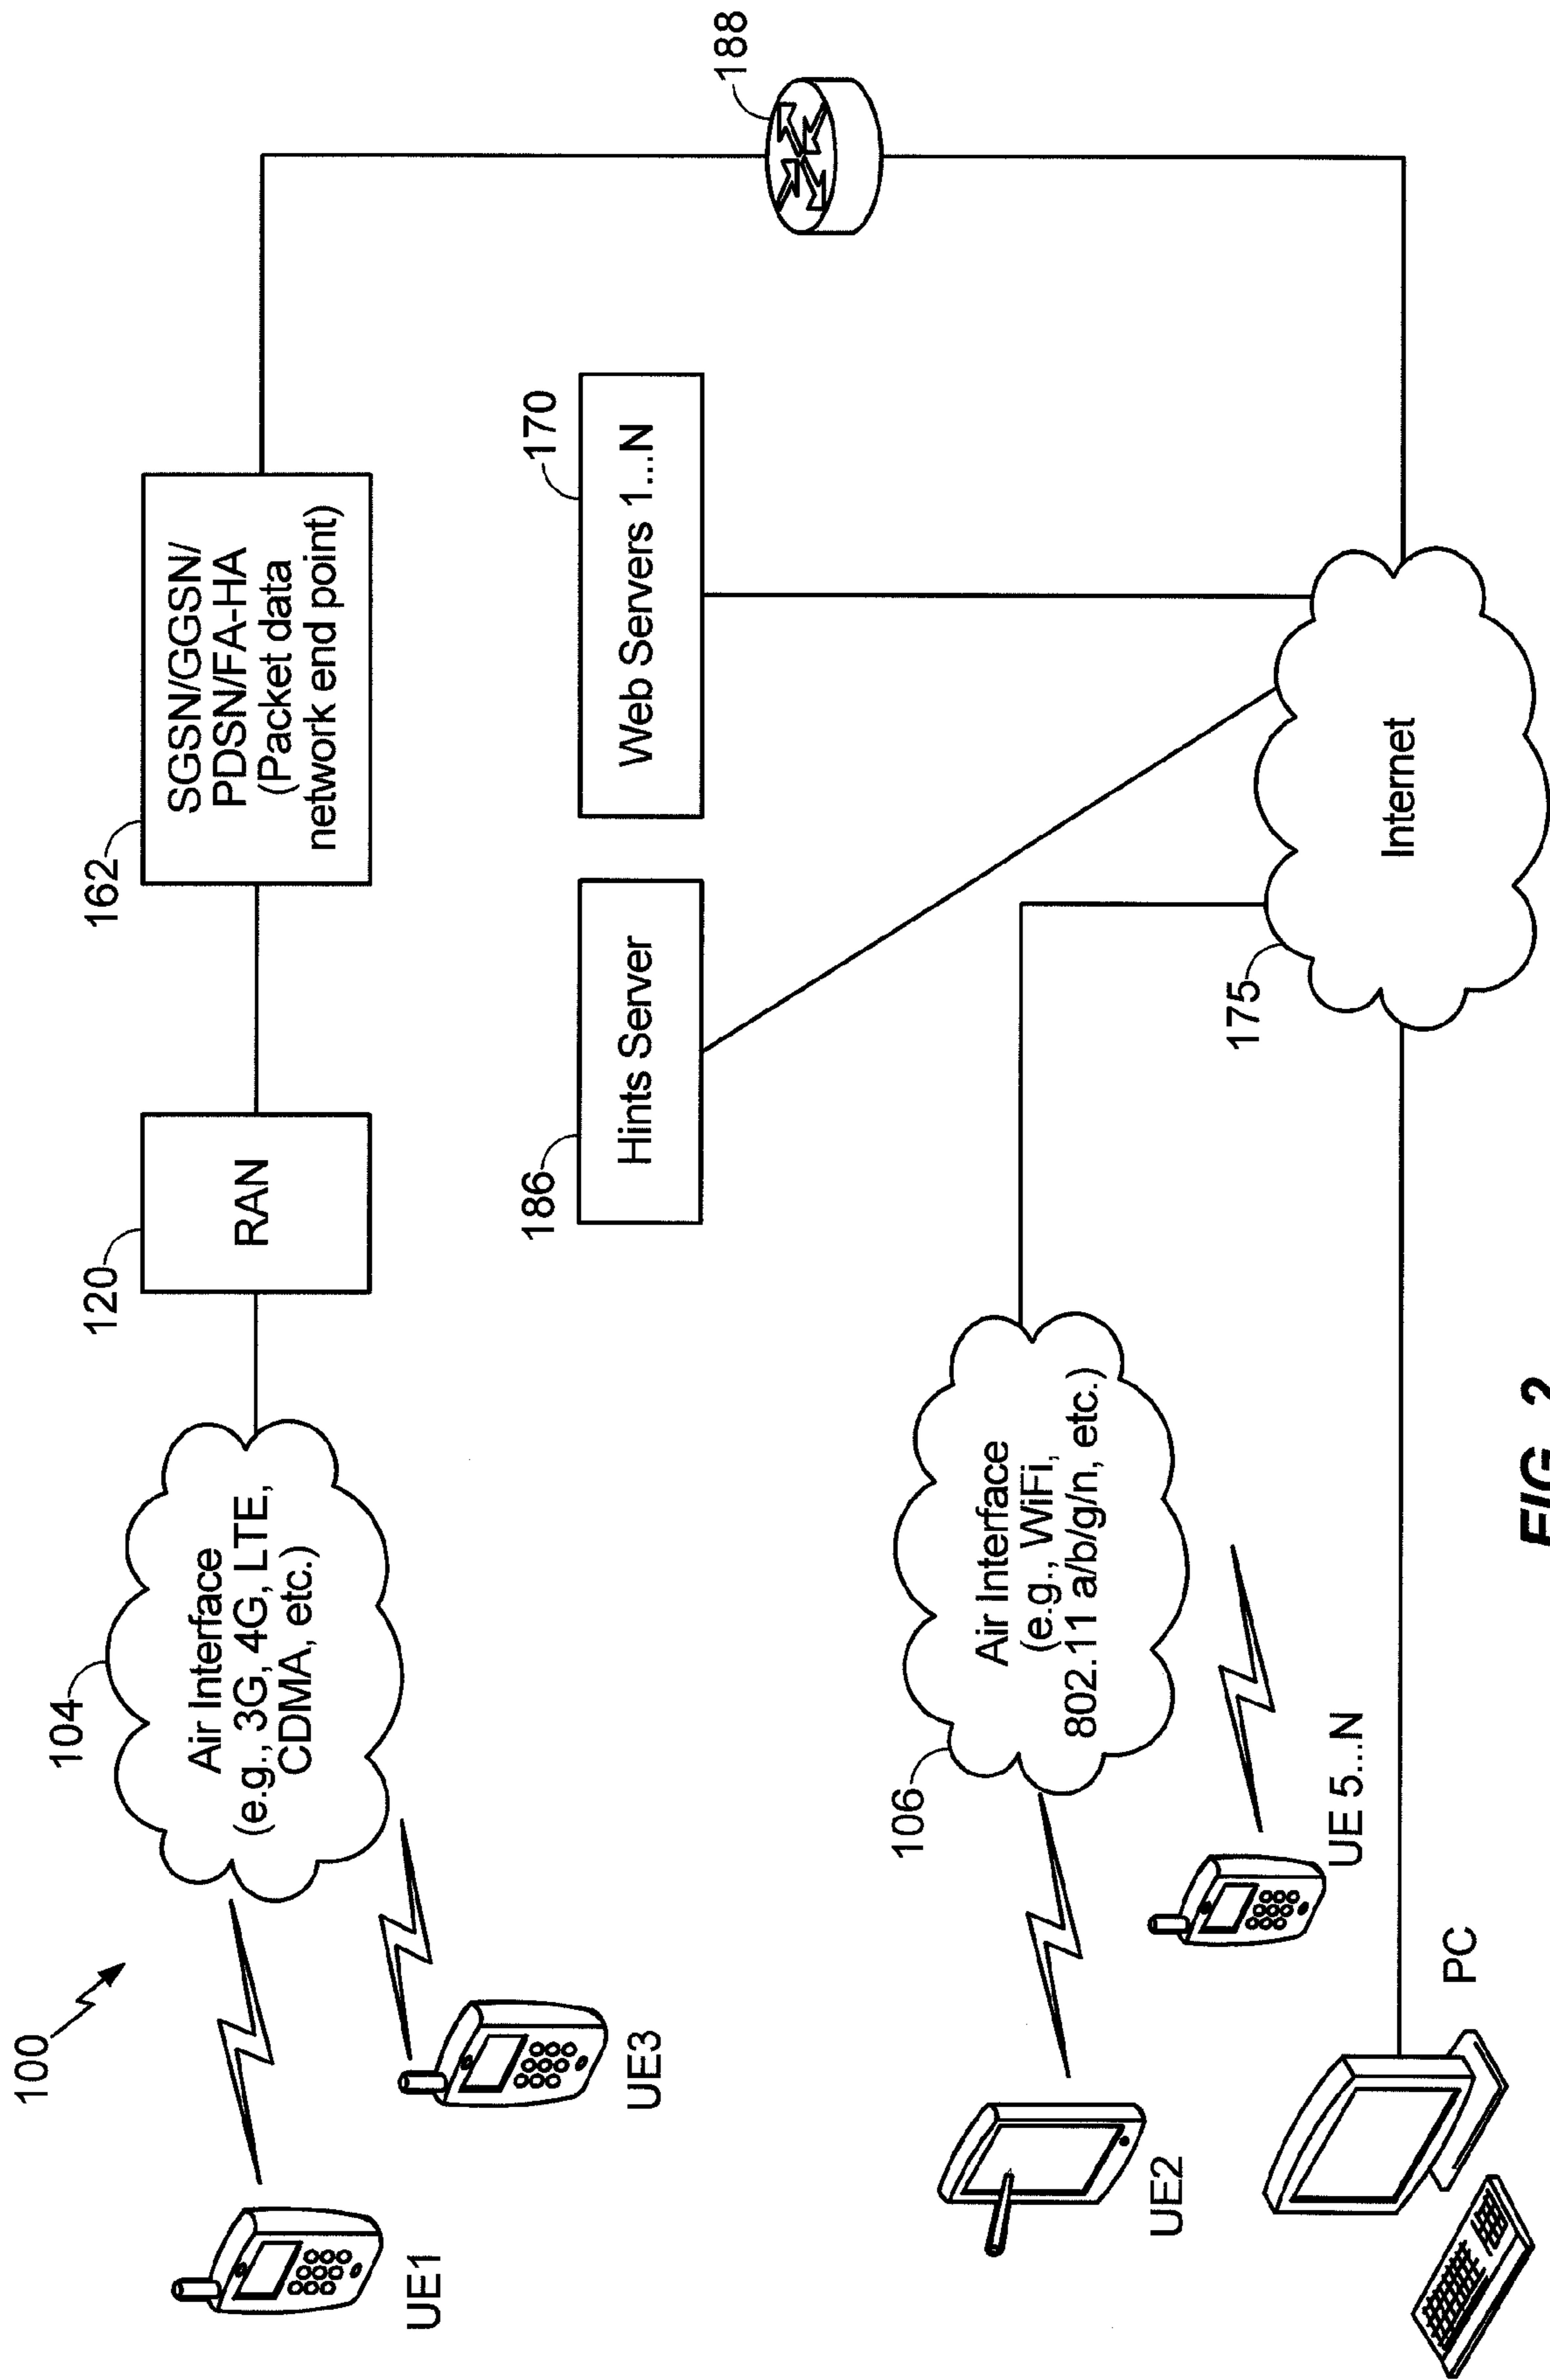 100
104
Air Interface
(e.g., 3G, 4G, LTE,
CDMA, etc.)
120
RAN
162
SGSN/GGSN/
PDSN/FA-HA
(Packet data
network end point)
UE1
UE3
186
Hints Server
170
Web Servers 1...N
188
106
Air Interface
(e.g., WiFi,
802.11 a/b/g/n, etc.)
UE2
UE 5...N
175
Internet
PC
FIG. 2